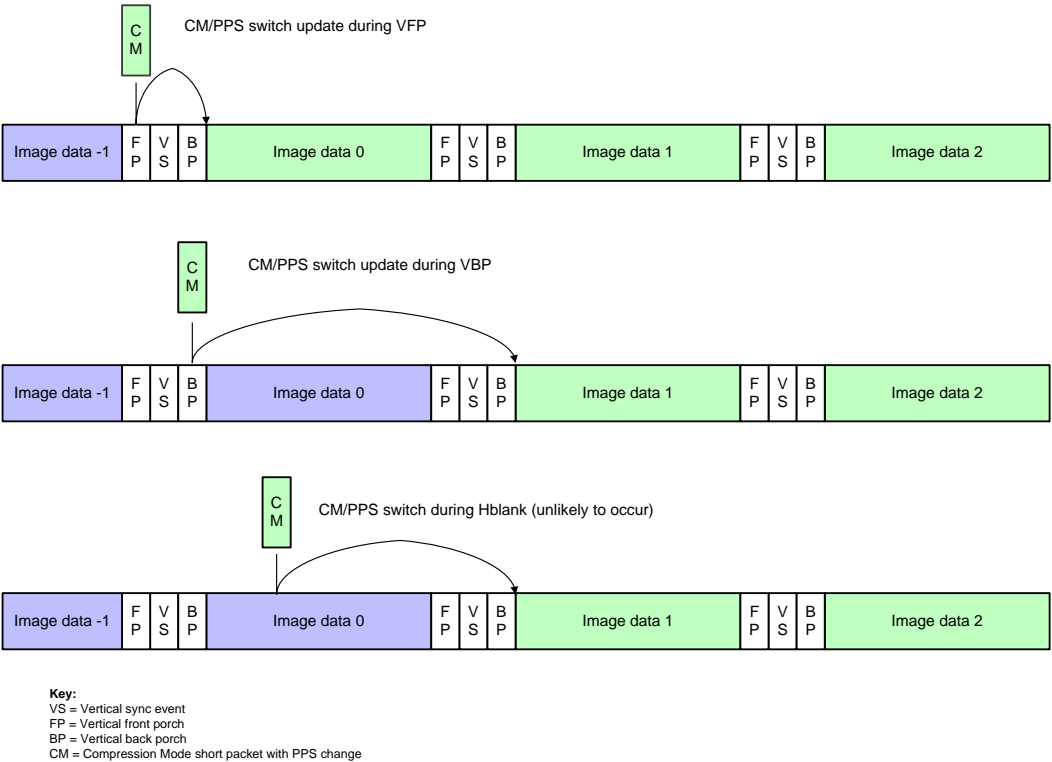 C
M
CM/PPS switch update during VFP
Image data -1
F
P
V
S
B
P
Image data 0
F
P
V
S
B
P
Image data 1
F
P
V
S
B
P
Image data 2
C
M
CM/PPS switch update during VBP
Image data -1
F
P
V
S
B
P
Image data 0
F
P
V
S
B
P
Image data 1
F
P
V
S
B
P
Image data 2
C
M
CM/PPS switch during Hblank (unlikely to occur)
Image data -1
F
P
V
S
B
P
Image data 0
F
P
V
S
B
P
Image data 1
F
P
V
S
B
P
Image data 2
Key:
VS = Vertical sync event
FP = Vertical front porch
BP = Vertical back porch
CM = Compression Mode short packet with PPS change